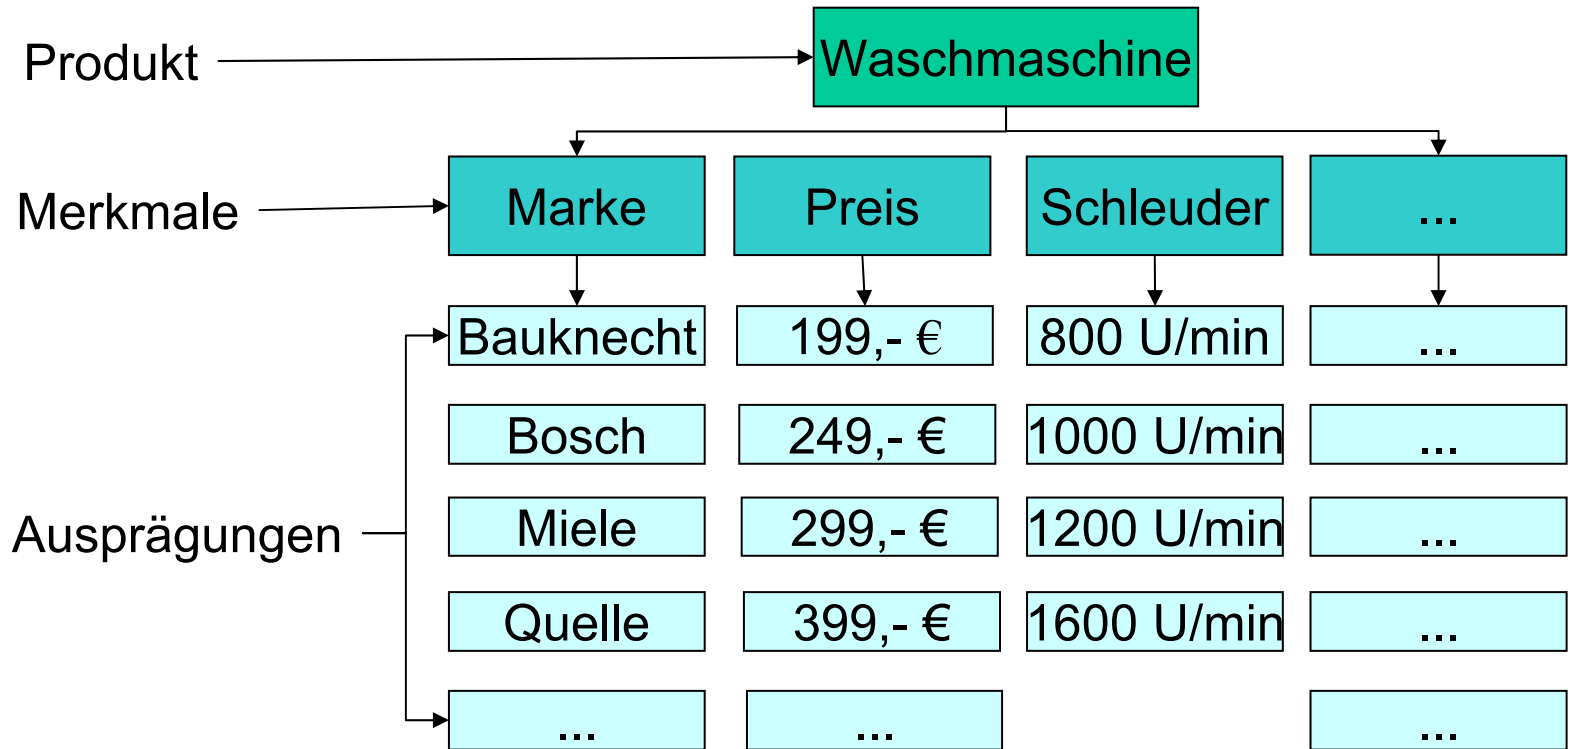 Produkt
Waschmaschine
Merkmale
Marke
Preis
Schleuder
...
Ausprägungen
Bauknecht
199,- €
800 U/min
...
Bosch
249,- €
1000 U/min
...
Miele
299,- €
1200 U/min
...
Quelle
399,- €
1600 U/min
...
...
...
...